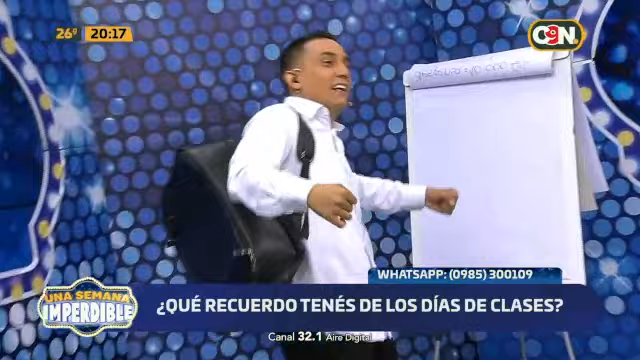 26º 20:17
C9N
WHATSAPP: (0985) 300109
UNA SEMANA
IMPERDIBLE
¿QUÉ RECUERDO TENÉS DE LOS DÍAS DE CLASES?
Canal 32.1 Aire Digital